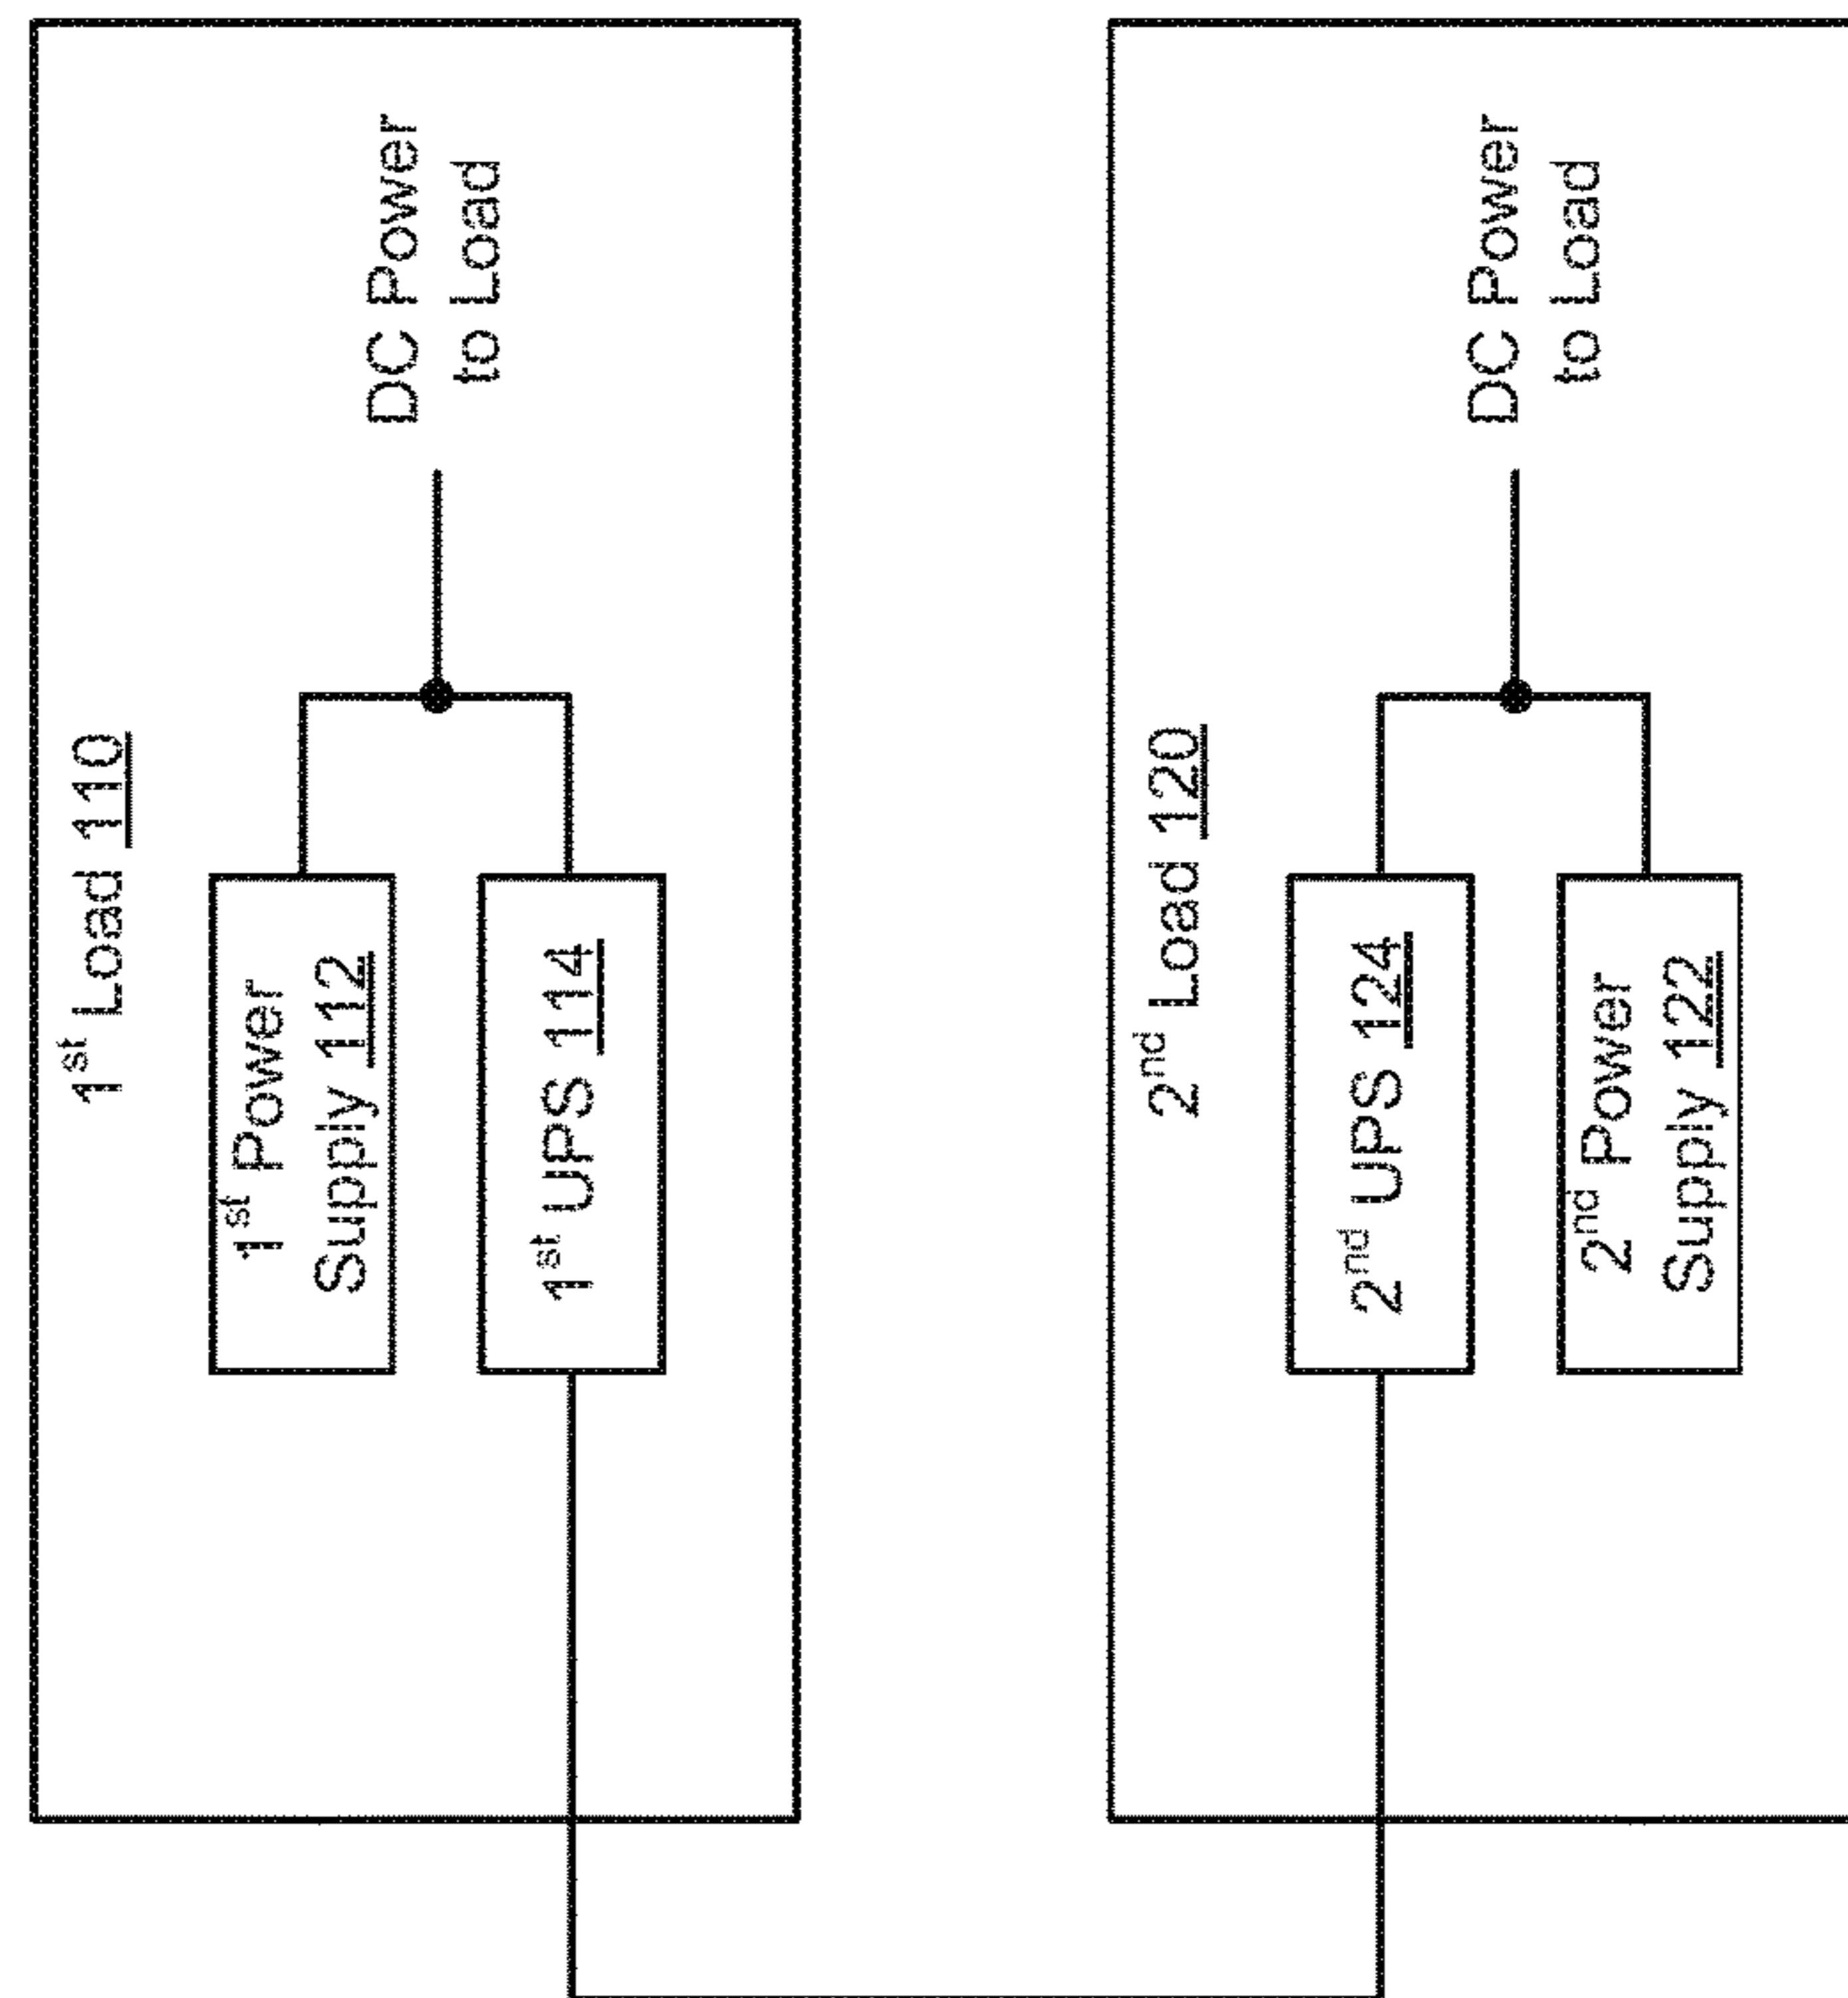 1st Load 110
1st Power
Supply 112
1st UPS 114
DC Power
to Load
2nd Load 120
2nd UPS 124
2nd Power
Supply 122
DC Power
to Load